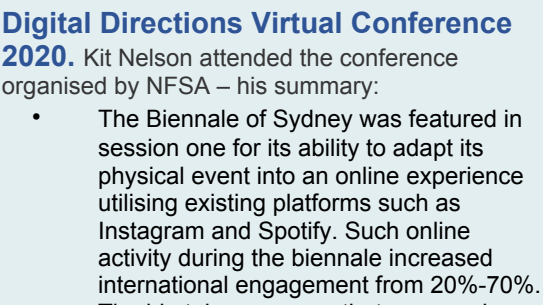 Digital Directions Virtual Conference
2020. Kit Nelson attended the conference
organised by NFSA – his summary:
• The Biennale of Sydney was featured in
session one for its ability to adapt its
physical event into an online experience
utilising existing platforms such as
Instagram and Spotify. Such online
activity during the biennale increased
international engagement from 20%-70%.